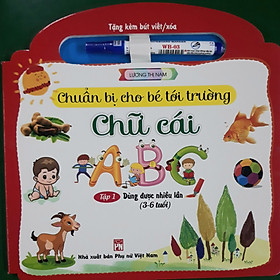 Tặng kèm bút viết/xóa
WB-03
LƯƠNG THỊ NAM
Chuẩn bị cho bé tới trường
CHỮ CÁI
ABC
Tập 1
Dùng được nhiều lần
(3-6 tuổi)
PN
Nhà xuất bản Phụ nữ Việt Nam